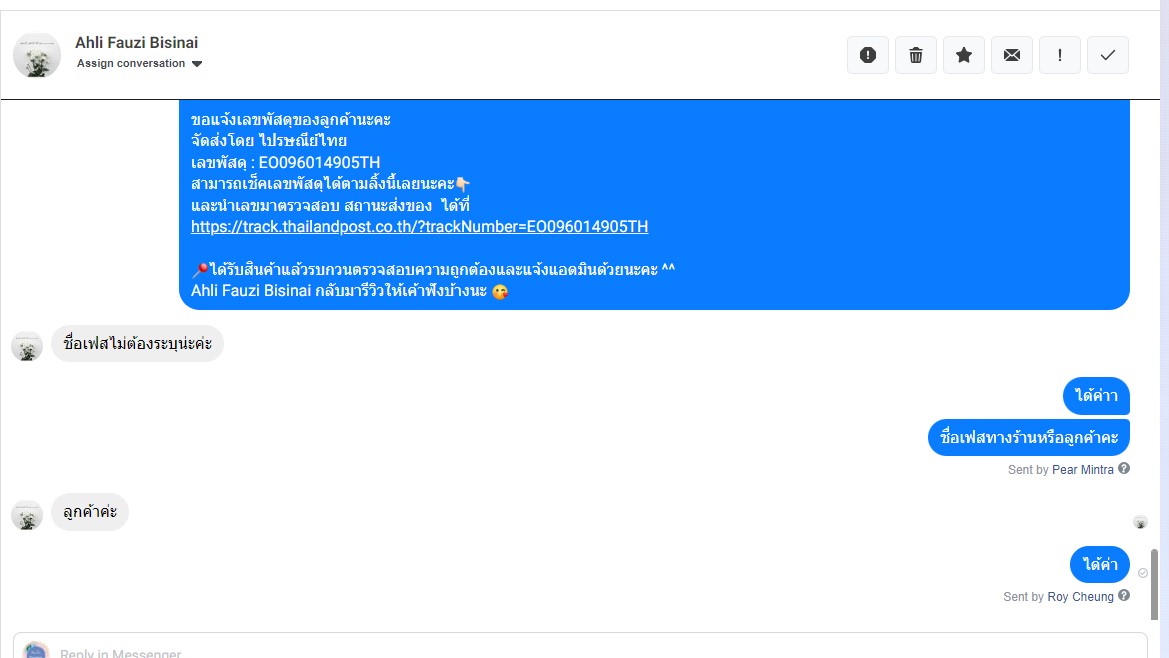 Ahli Fauzi Bisinai
Assign conversation
ขอแจ้งเลขพัสดุของลูกค้านะคะ
จัดส่งโดย ไปรษณีย์ไทย
เลขพัสดุ : EO096014905TH
สามารถเช็คเลขพัสดุได้ตามลิ้งนี้เลยนะคะ👇🏻
และนำเลขมาตรวจสอบ สถานะส่งของ ได้ที่
https://track.thailandpost.co.th/?trackNumber=EO096014905TH
📍ได้รับสินค้าแล้วรบกวนตรวจสอบความถูกต้องและแจ้งแอดมินด้วยนะคะ ^^
Ahli Fauzi Bisinai กลับมารีวิวให้เค้าฟังบ้างนะ 😘
ชื่อเฟสไม่ต้องระบุน่ะค่ะ
ได้ค่าา
ชื่อเฟสทางร้านหรือลูกค้าคะ
Sent by Pear Mintra
ลูกค้าค่ะ
ได้ค่า
Sent by Roy Cheung
Reply in Messenger